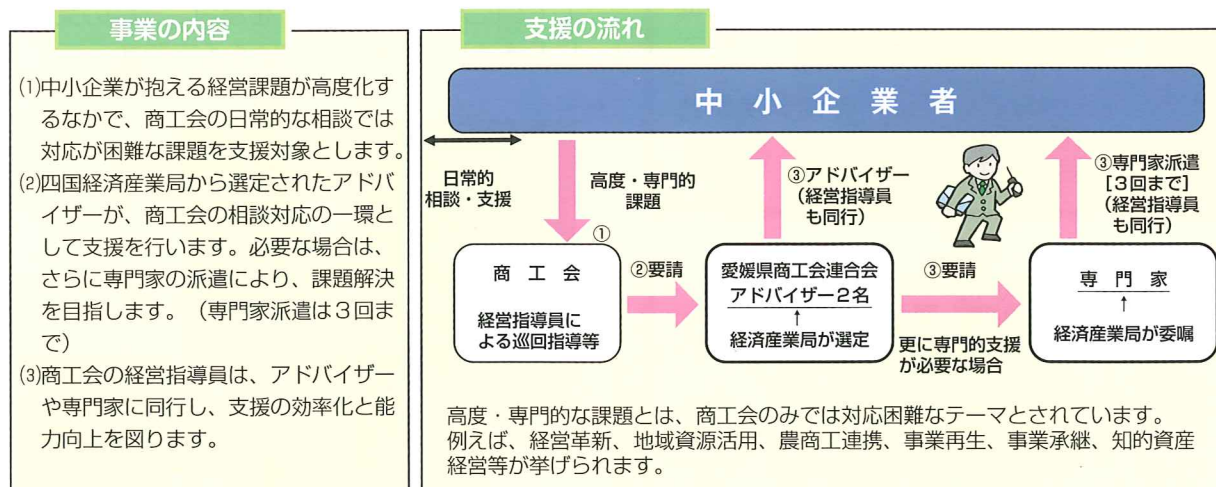 事業の内容
⑴中小企業が抱える経営課題が高度化す
るなかで、商工会の日常的な相談では
対応が困難な課題を支援対象とします。
⑵四国経済産業局から選定されたアドバ
イザーが、商工会の相談対応の一環と
して支援を行います。必要な場合は、
さらに専門家の派遣により、課題解決
を目指します。（専門家派遣は３回ま
で）
⑶商工会の経営指導員は、アドバイザー
や専門家に同行し、支援の効率化と能
力向上を図ります。
支援の流れ
中小企業者
日常的
相談・支援
高度・専門的
課題
①
③アドバイザー
（経営指導員
も同行）
③専門家派遣
[３回まで]
（経営指導員
も同行）
商工会
経営指導員に
よる巡回指導等
②要請
愛媛県商工会連合会
アドバイザー２名
↑
経済産業局が選定
③要請
更に専門的支援
が必要な場合
専門家
↑
経済産業局が委嘱
高度・専門的な課題とは、商工会のみでは対応困難なテーマとされています。
例えば、経営革新、地域資源活用、農商工連携、事業再生、事業承継、知的資産
経営等が挙げられます。